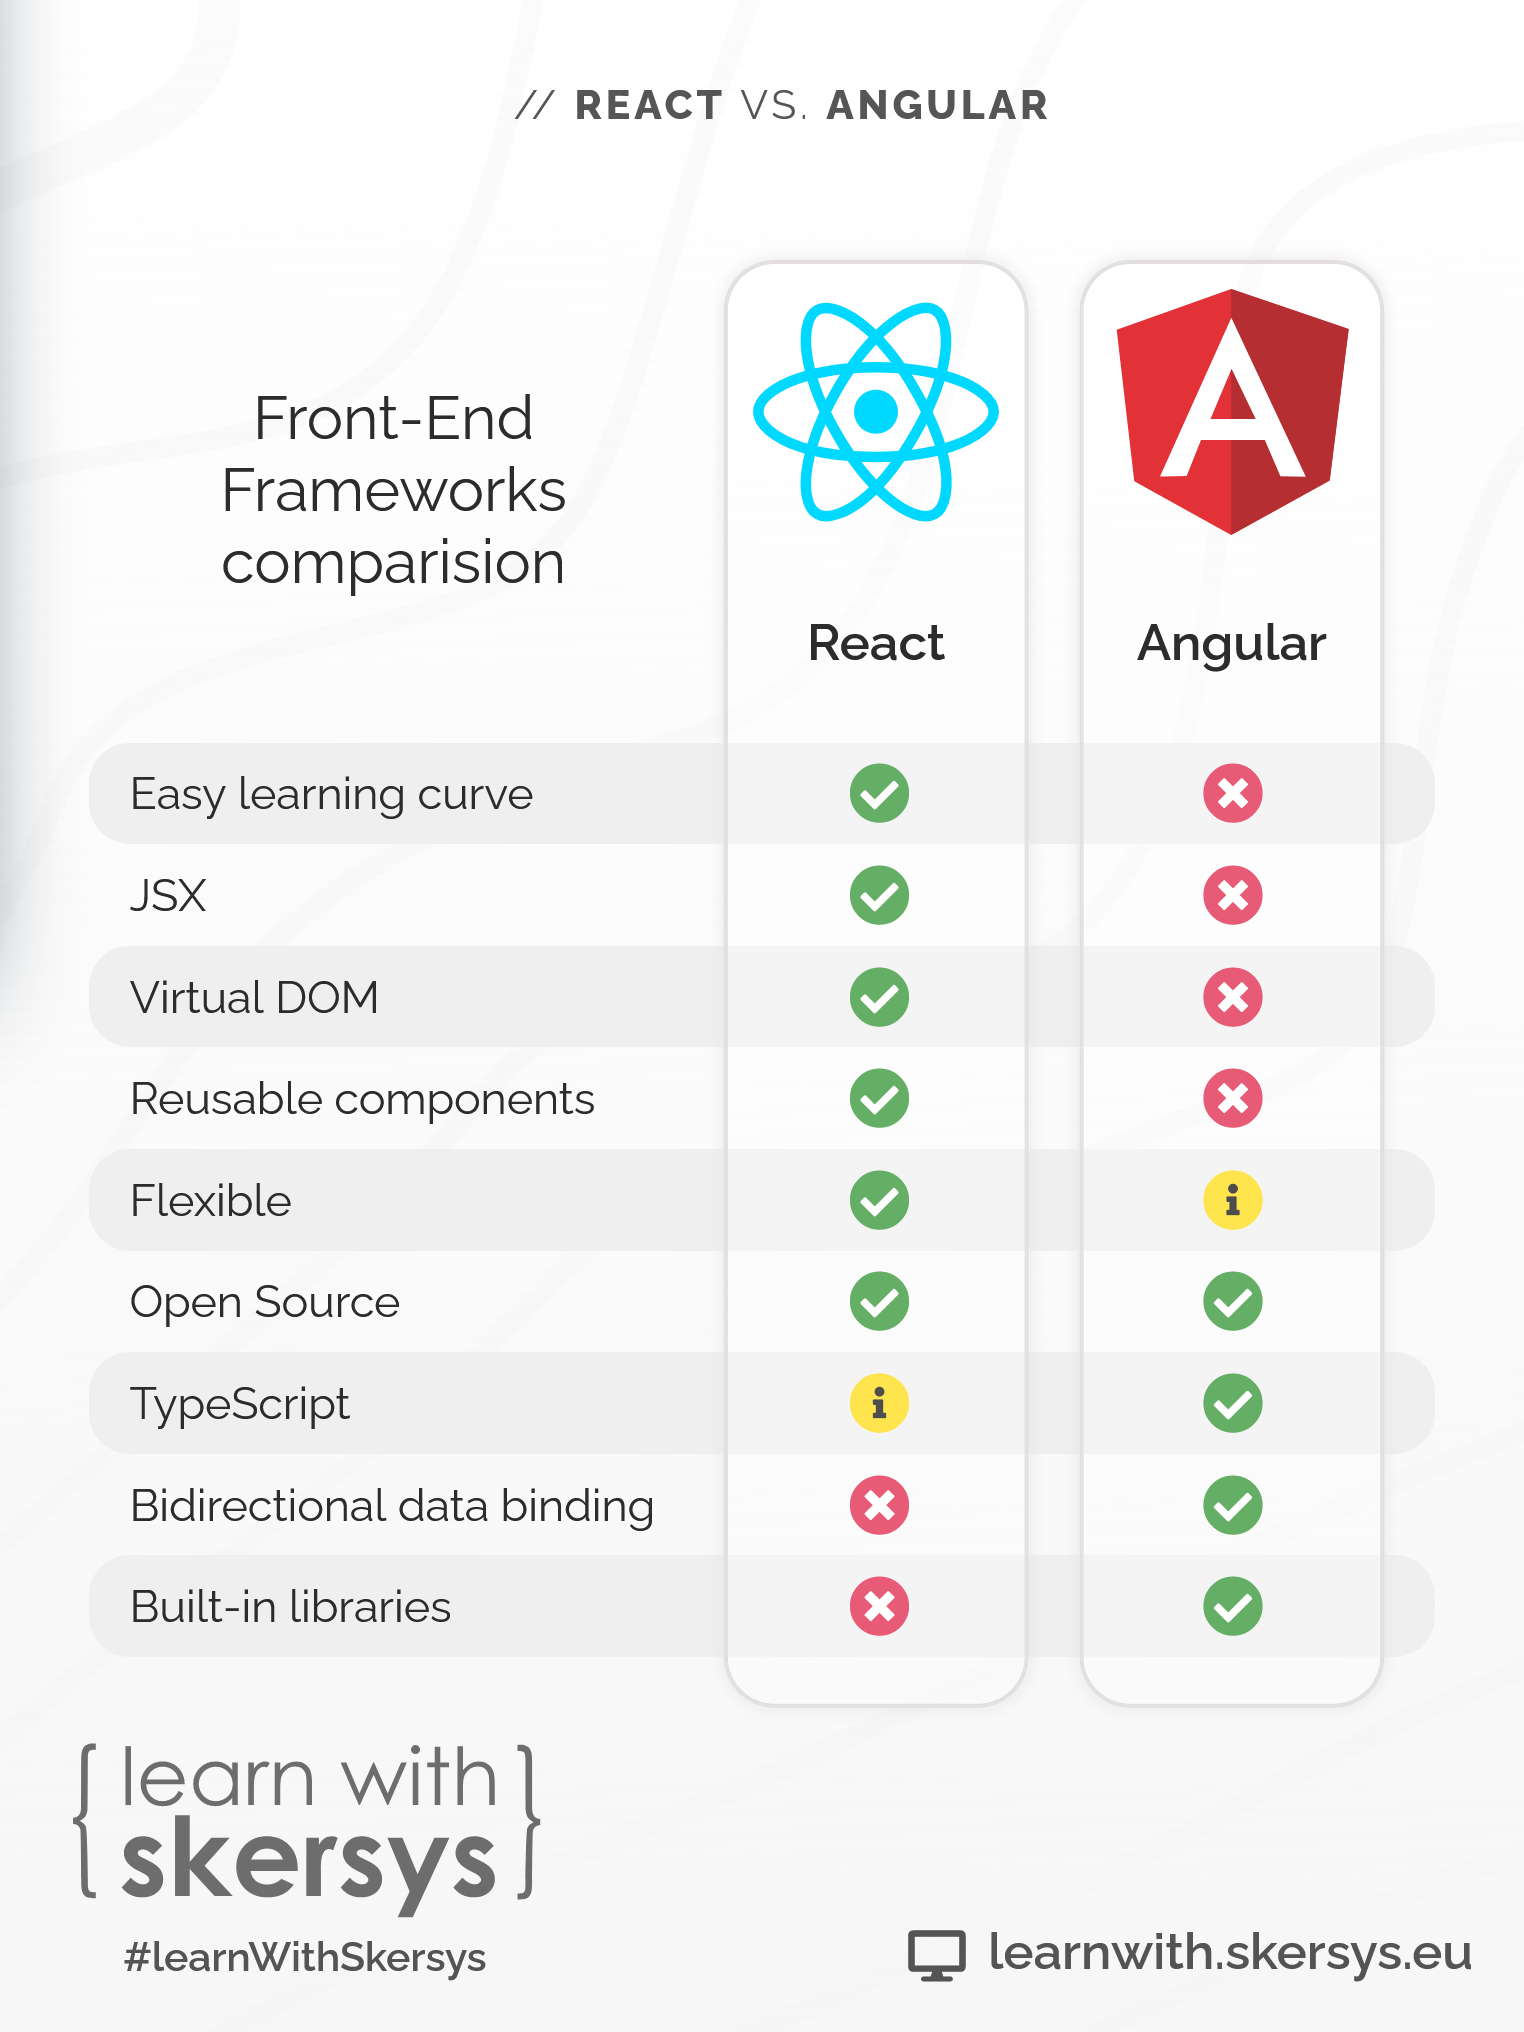 // REACT VS. ANGULAR
Front-End
Frameworks
comparision
React
Angular
Easy learning curve
JSX
Virtual DOM
Reusable components
Flexible
Open Source
TypeScript
Bidirectional data binding
Built-in libraries
{ learn with
skersys }
#learnWithSkersys
learnwith.skersys.eu